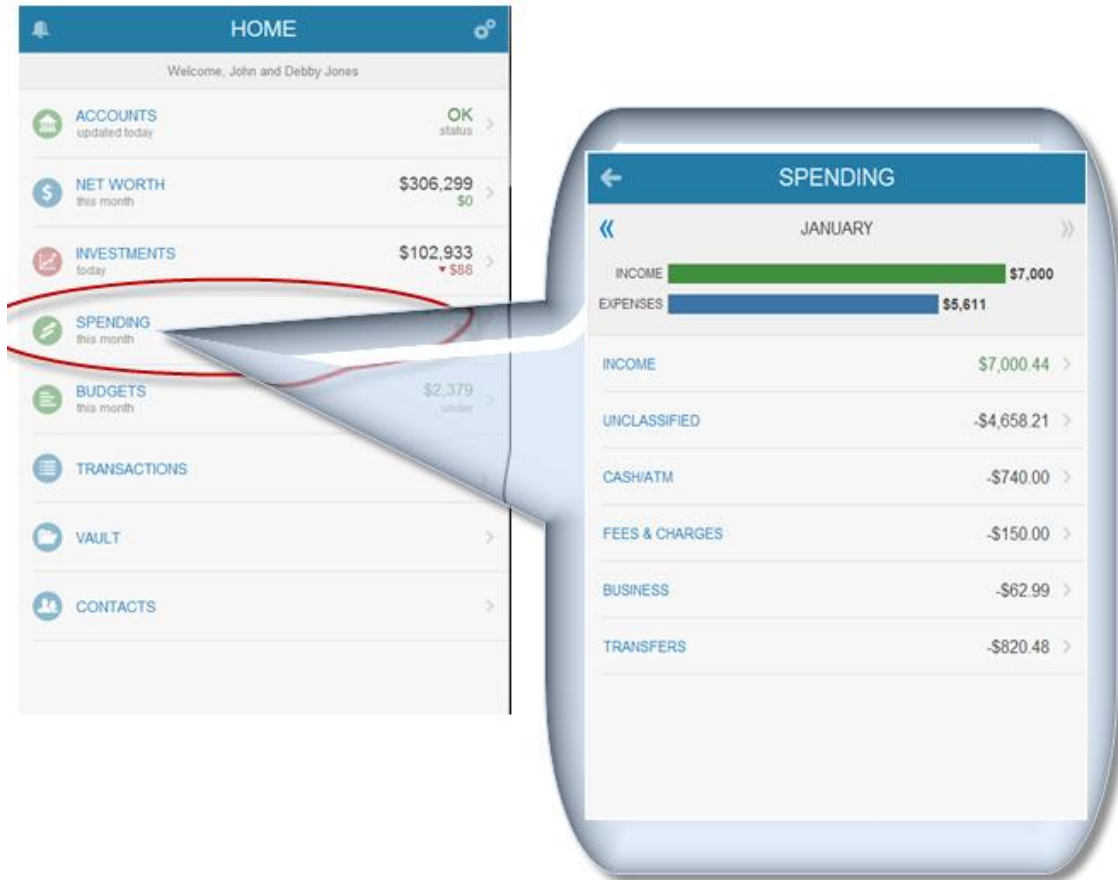 HOME
Welcome, John and Debby Jones
ACCOUNTS
updated today
OK
status
NET WORTH
this month
$306,299
$0
INVESTMENTS
today
$102,933
▼ $88
SPENDING
this month
BUDGETS
this month
$2,379
under
TRANSACTIONS
VAULT
CONTACTS
SPENDING
JANUARY
INCOME $7,000
EXPENSES $5,611
INCOME $7,000.44
UNCLASSIFIED -$4,658.21
CASH/ATM -$740.00
FEES & CHARGES -$150.00
BUSINESS -$62.99
TRANSFERS -$820.48